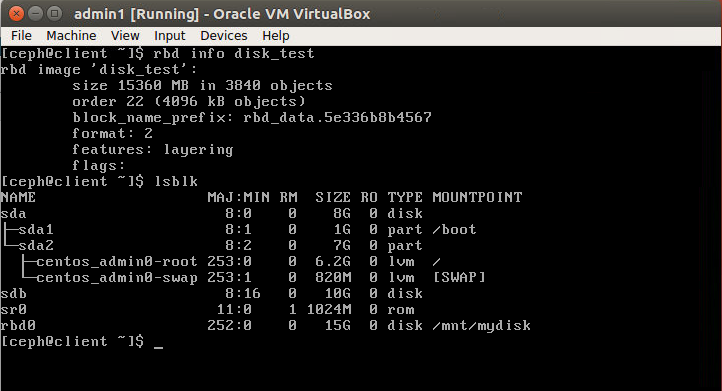 admin1 [Running] - Oracle VM VirtualBox
File Machine View Input Devices Help
[ceph@client ~]$ rbd info disk_test
rbd image 'disk_test':
        size 15360 MB in 3840 objects
        order 22 (4096 kB objects)
        block_name_prefix: rbd_data.5e336b8b4567
        format: 2
        features: layering
        flags:
[ceph@client ~]$ lsblk
NAME                    MAJ:MIN RM  SIZE RO TYPE MOUNTPOINT
sda                       8:0    0    8G  0 disk
├─sda1                    8:1    0    1G  0 part /boot
└─sda2                    8:2    0    7G  0 part
  ├─centos_admin0-root  253:0    0  6.2G  0 lvm  /
  └─centos_admin0-swap  253:1    0  820M  0 lvm  [SWAP]
sdb                       8:16   0   10G  0 disk
sr0                      11:0    1 1024M  0 rom
rbd0                    252:0    0   15G  0 disk /mnt/mydisk
[ceph@client ~]$ _